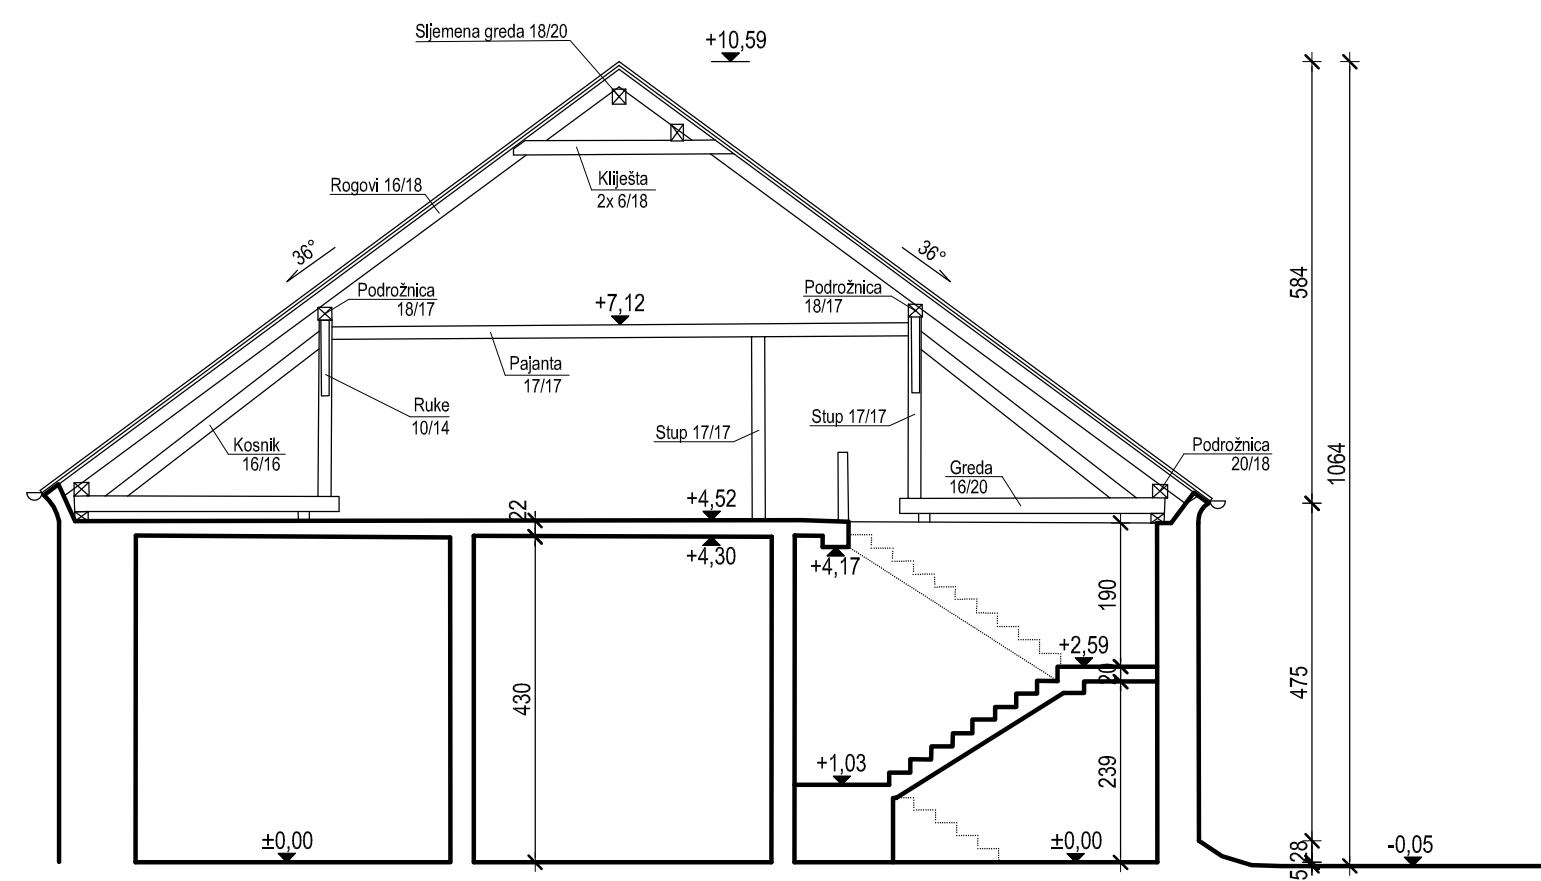 Sljemena greda 18/20
+10,59
Kliješta
2x 6/18
Rogovi 16/18
36°
36°
584
1064
Podrožnica
18/17
+7,12
Podrožnica
18/17
Pajanta
17/17
Ruke
10/14
Stup 17/17
Stup 17/17
Kosnik
16/16
Podrožnica
20/18
Greda
16/20
22
+4,52
+4,30
+4,17
190
+2,59
20
475
430
+1,03
239
±0,00
±0,00
28
5
-0,05